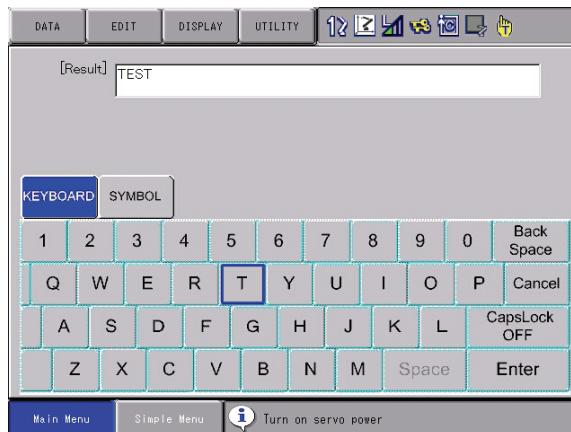 DATA EDIT DISPLAY UTILITY
[Result] TEST
KEYBOARD SYMBOL
1 2 3 4 5 6 7 8 9 0 Back Space
Q W E R T Y U I O P Cancel
A S D F G H J K L CapsLock OFF
Z X C V B N M Space Enter
Main Menu Simple Menu Turn on servo power